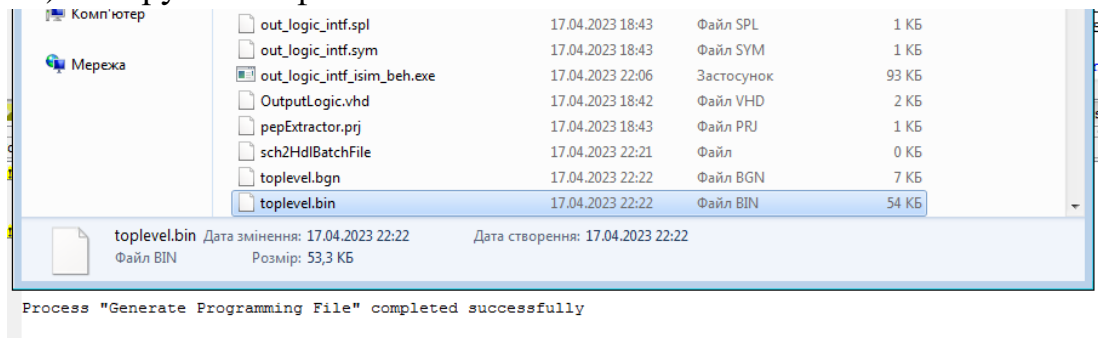 Комп'ютер
out_logic_intf.spl 17.04.2023 18:43 Файл SPL 1 КБ
out_logic_intf.sym 17.04.2023 18:43 Файл SYM 1 КБ
Мережа
out_logic_intf_isim_beh.exe 17.04.2023 22:06 Застосунок 93 КБ
OutputLogic.vhd 17.04.2023 18:42 Файл VHD 2 КБ
pepExtractor.prj 17.04.2023 18:43 Файл PRJ 1 КБ
sch2HdlBatchFile 17.04.2023 22:21 Файл 0 КБ
toplevel.bgn 17.04.2023 22:22 Файл BGN 7 КБ
toplevel.bin 17.04.2023 22:22 Файл BIN 54 КБ
toplevel.bin Дата змінення: 17.04.2023 22:22 Дата створення: 17.04.2023 22:22
Файл BIN Розмір: 53,3 КБ
Process "Generate Programming File" completed successfully